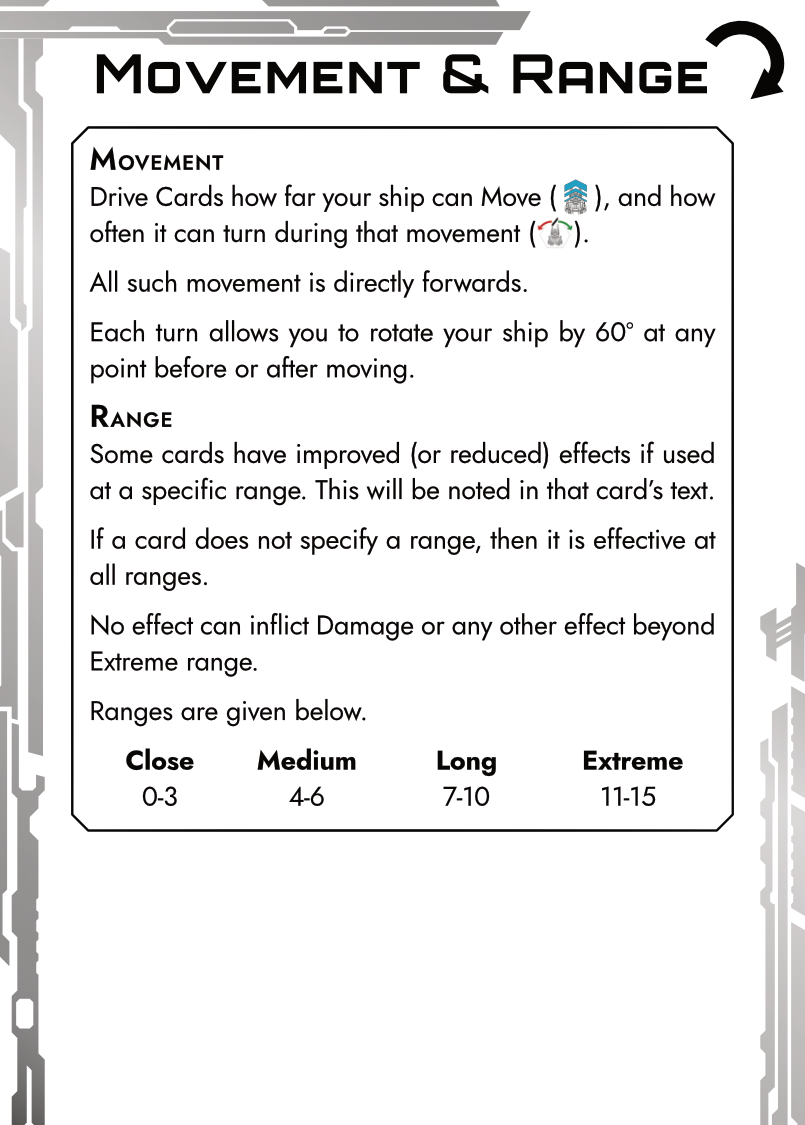 Movement & Range
Movement
Drive Cards how far your ship can Move ( ), and how
often it can turn during that movement ( ).
All such movement is directly forwards.
Each turn allows you to rotate your ship by 60° at any
point before or after moving.
Range
Some cards have improved (or reduced) effects if used
at a specific range. This will be noted in that card's text.
If a card does not specify a range, then it is effective at
all ranges.
No effect can inflict Damage or any other effect beyond
Extreme range.
Ranges are given below.
Close Medium Long Extreme
0-3 4-6 7-10 11-15